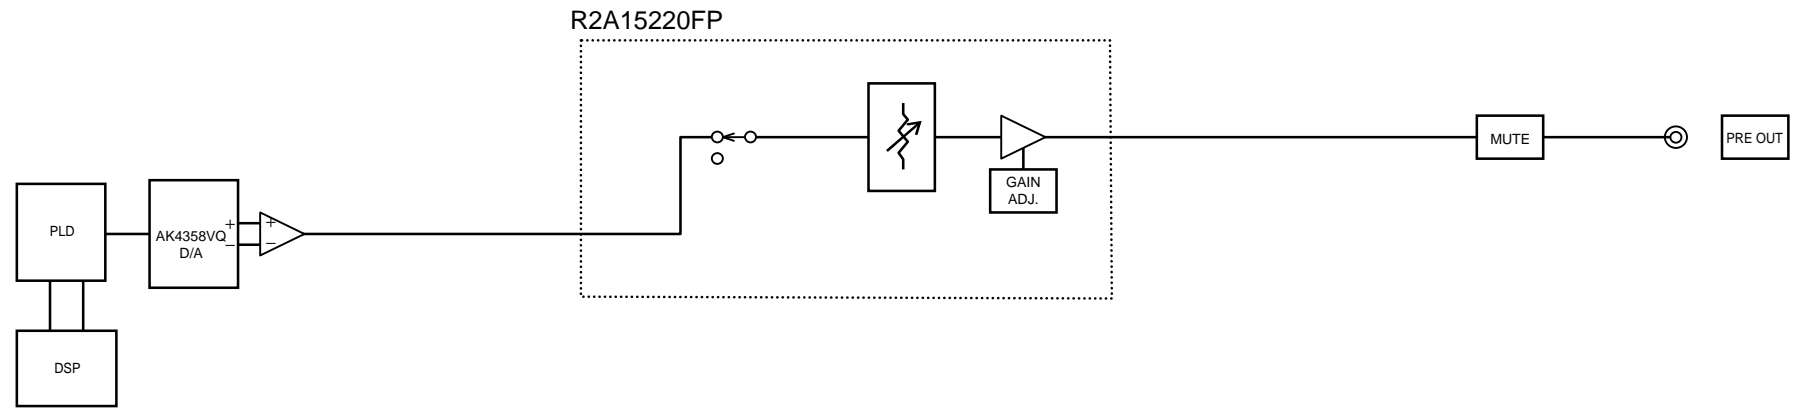 R2A15220FP
GAIN
ADJ.
MUTE
PRE OUT
PLD
AK4358VQ
D/A
+
−
+
−
DSP